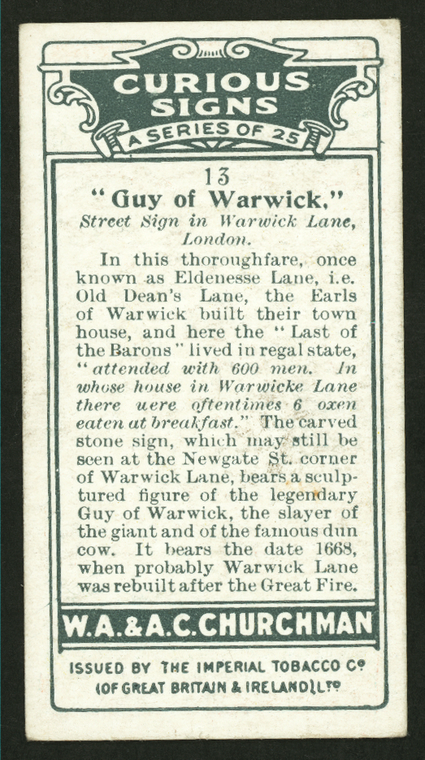 CURIOUS
SIGNS
A SERIES OF 25
13
"Guy of Warwick,"
Street Sign in Warwick Lane,
London.
In this thoroughfare, once
known as Eldenesse Lane, i.e.
Old Dean's Lane, the Earls
of Warwick built their town
house, and here the "Last of
the Barons" lived in regal state,
"attended with 600 men. In
whose house in Warwicke Lane
there were oftentimes 6 oxen
eaten at breakfast." The carved
stone sign, which may still be
seen at the Newgate St. corner
of Warwick Lane, bears a sculp-
tured figure of the legendary
Guy of Warwick, the slayer of
the giant and of the famous dun
cow. It bears the date 1668,
when probably Warwick Lane
was rebuilt after the Great Fire.
W.A.&A.C.CHURCHMAN
ISSUED BY THE IMPERIAL TOBACCO Cº
(OF GREAT BRITAIN & IRELAND) Lᵀᴰ